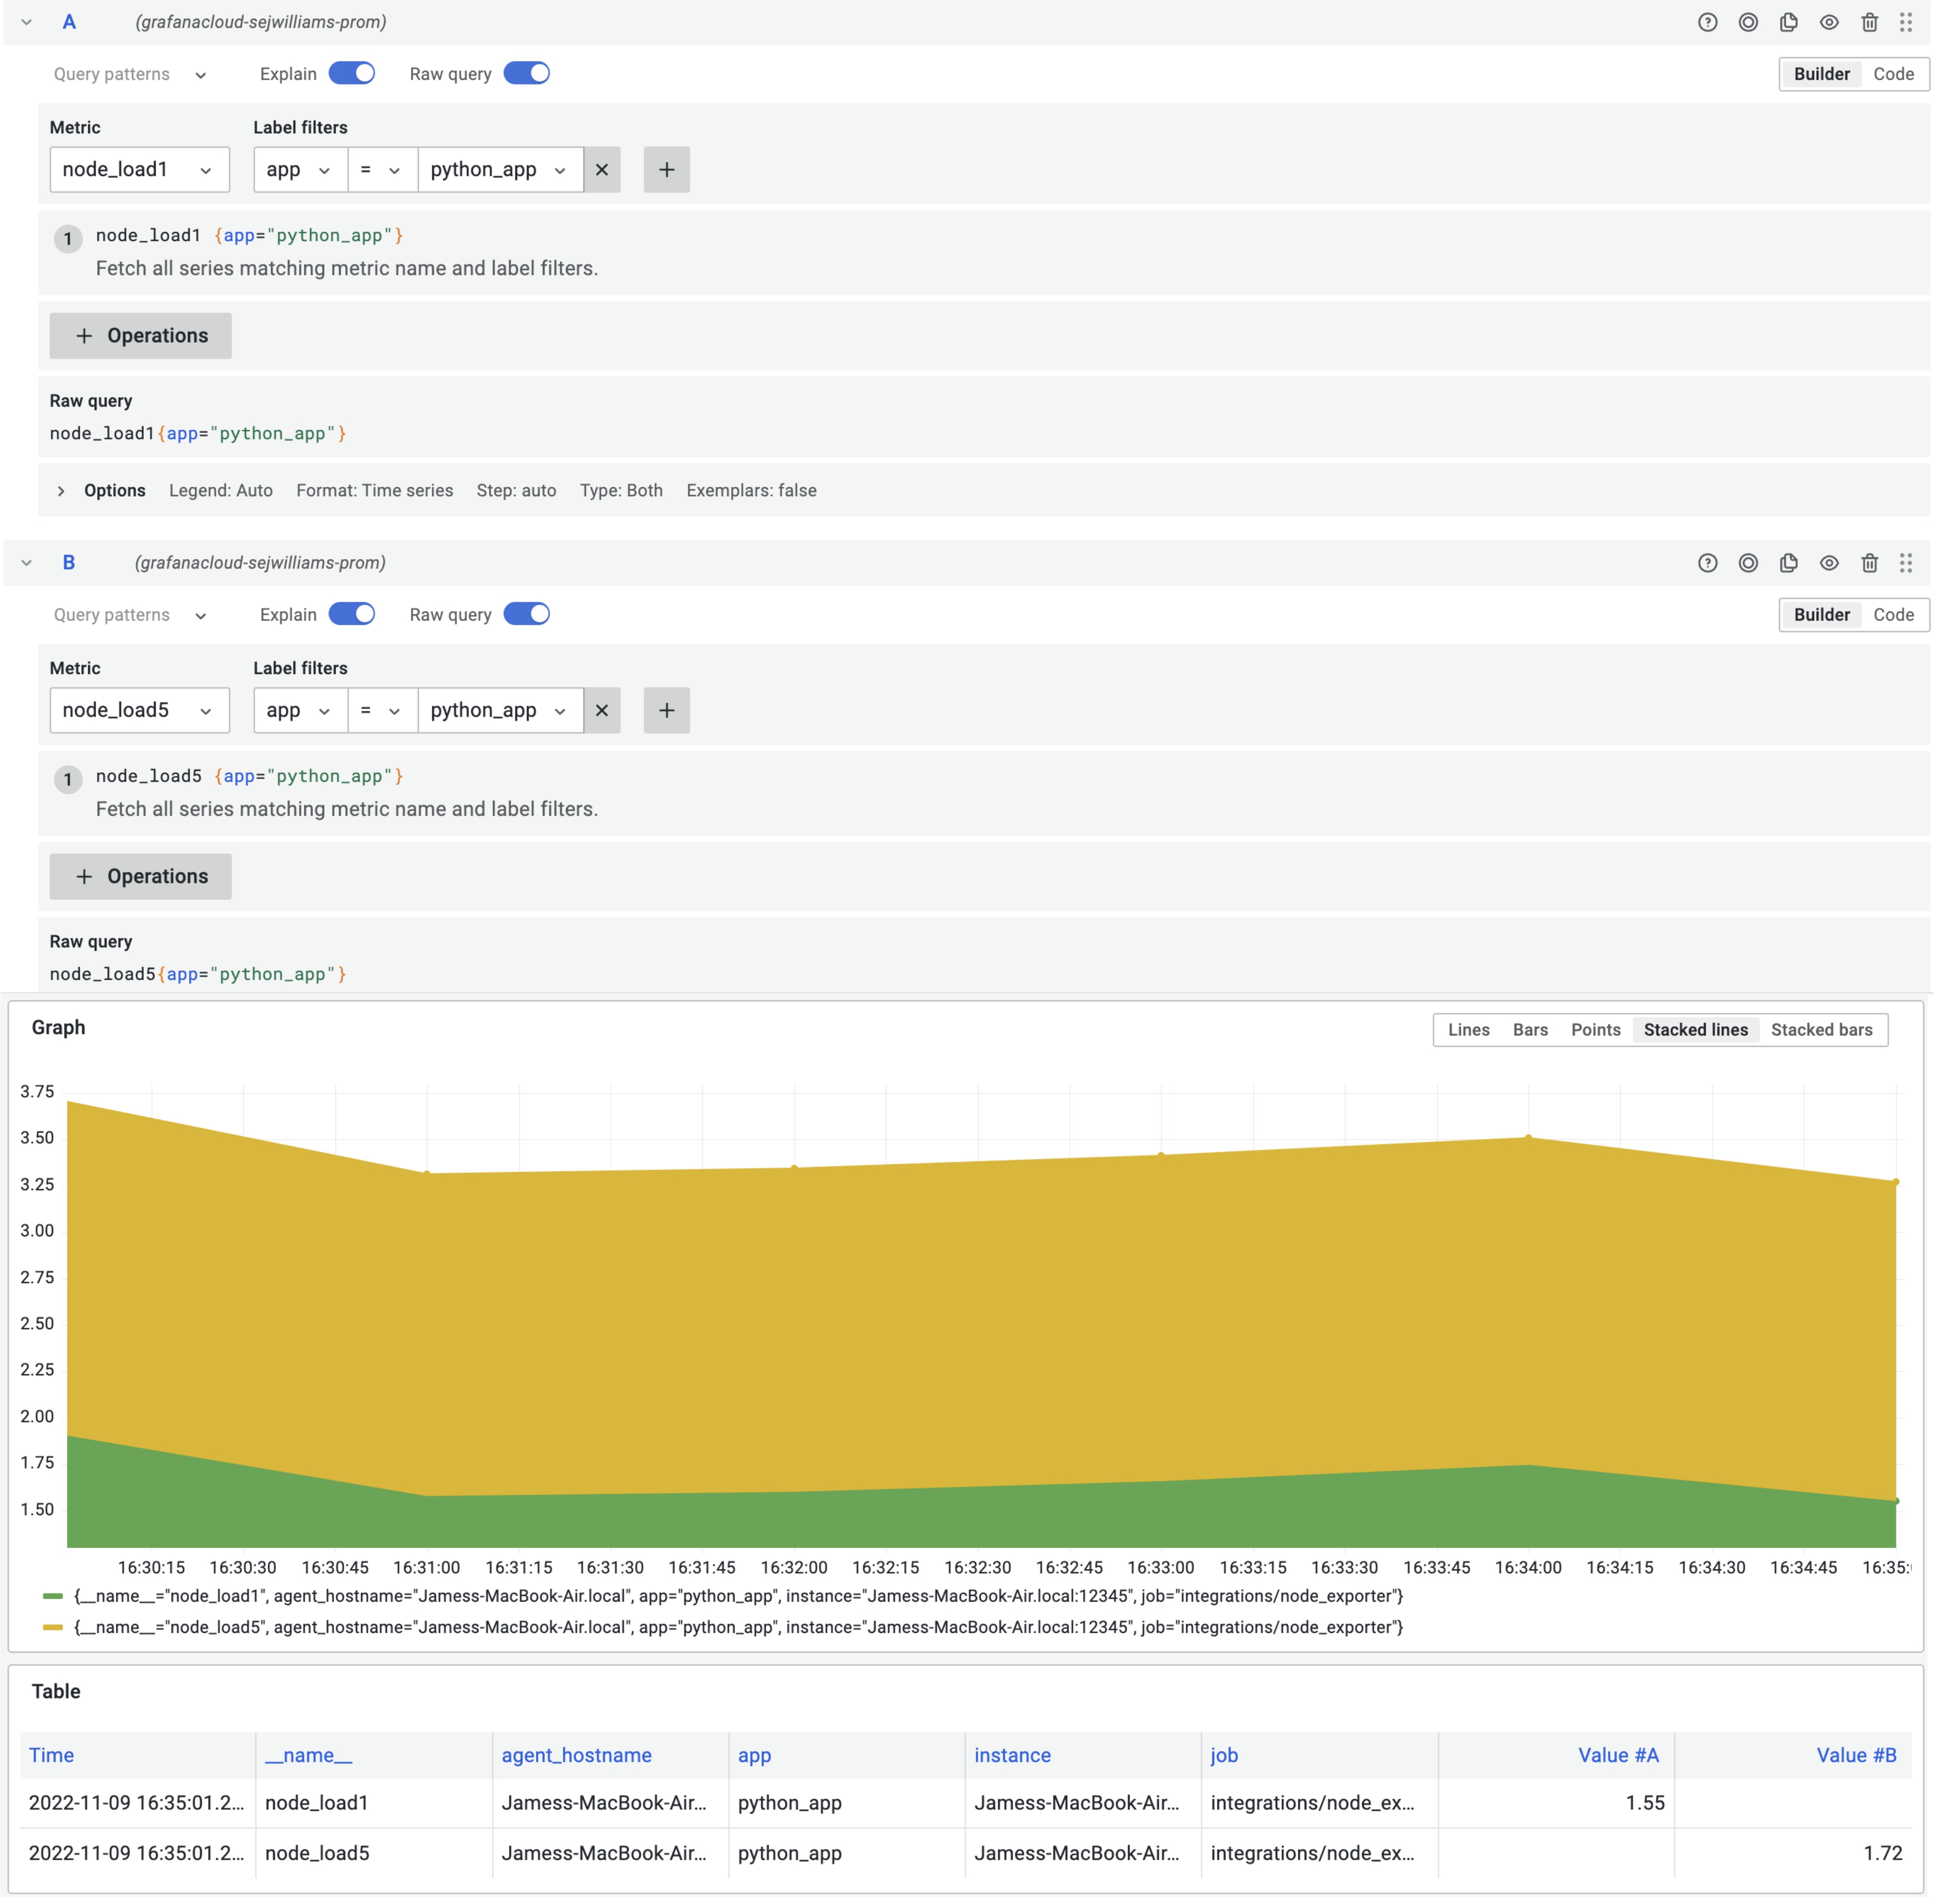 A (grafanacloud-sejwilliams-prom)
Query patterns Explain Raw query Builder Code
Metric Label filters
node_load1 app = python_app
1 node_load1 {app="python_app"}
Fetch all series matching metric name and label filters.
+ Operations
Raw query
node_load1{app="python_app"}
Options Legend: Auto Format: Time series Step: auto Type: Both Exemplars: false
B (grafanacloud-sejwilliams-prom)
Query patterns Explain Raw query Builder Code
Metric Label filters
node_load5 app = python_app
1 node_load5 {app="python_app"}
Fetch all series matching metric name and label filters.
+ Operations
Raw query
node_load5{app="python_app"}
Graph Lines Bars Points Stacked lines Stacked bars
3.75
3.50
3.25
3.00
2.75
2.50
2.25
2.00
1.75
1.50
16:30:15 16:30:30 16:30:45 16:31:00 16:31:15 16:31:30 16:31:45 16:32:00 16:32:15 16:32:30 16:32:45 16:33:00 16:33:15 16:33:30 16:33:45 16:34:00 16:34:15 16:34:30 16:34:45 16:35:
{__name__="node_load1", agent_hostname="Jamess-MacBook-Air.local", app="python_app", instance="Jamess-MacBook-Air.local:12345", job="integrations/node_exporter"}
{__name__="node_load5", agent_hostname="Jamess-MacBook-Air.local", app="python_app", instance="Jamess-MacBook-Air.local:12345", job="integrations/node_exporter"}
Table
Time __name__ agent_hostname app instance job Value #A Value #B
2022-11-09 16:35:01.2... node_load1 Jamess-MacBook-Air... python_app Jamess-MacBook-Air... integrations/node_ex... 1.55
2022-11-09 16:35:01.2... node_load5 Jamess-MacBook-Air... python_app Jamess-MacBook-Air... integrations/node_ex... 1.72